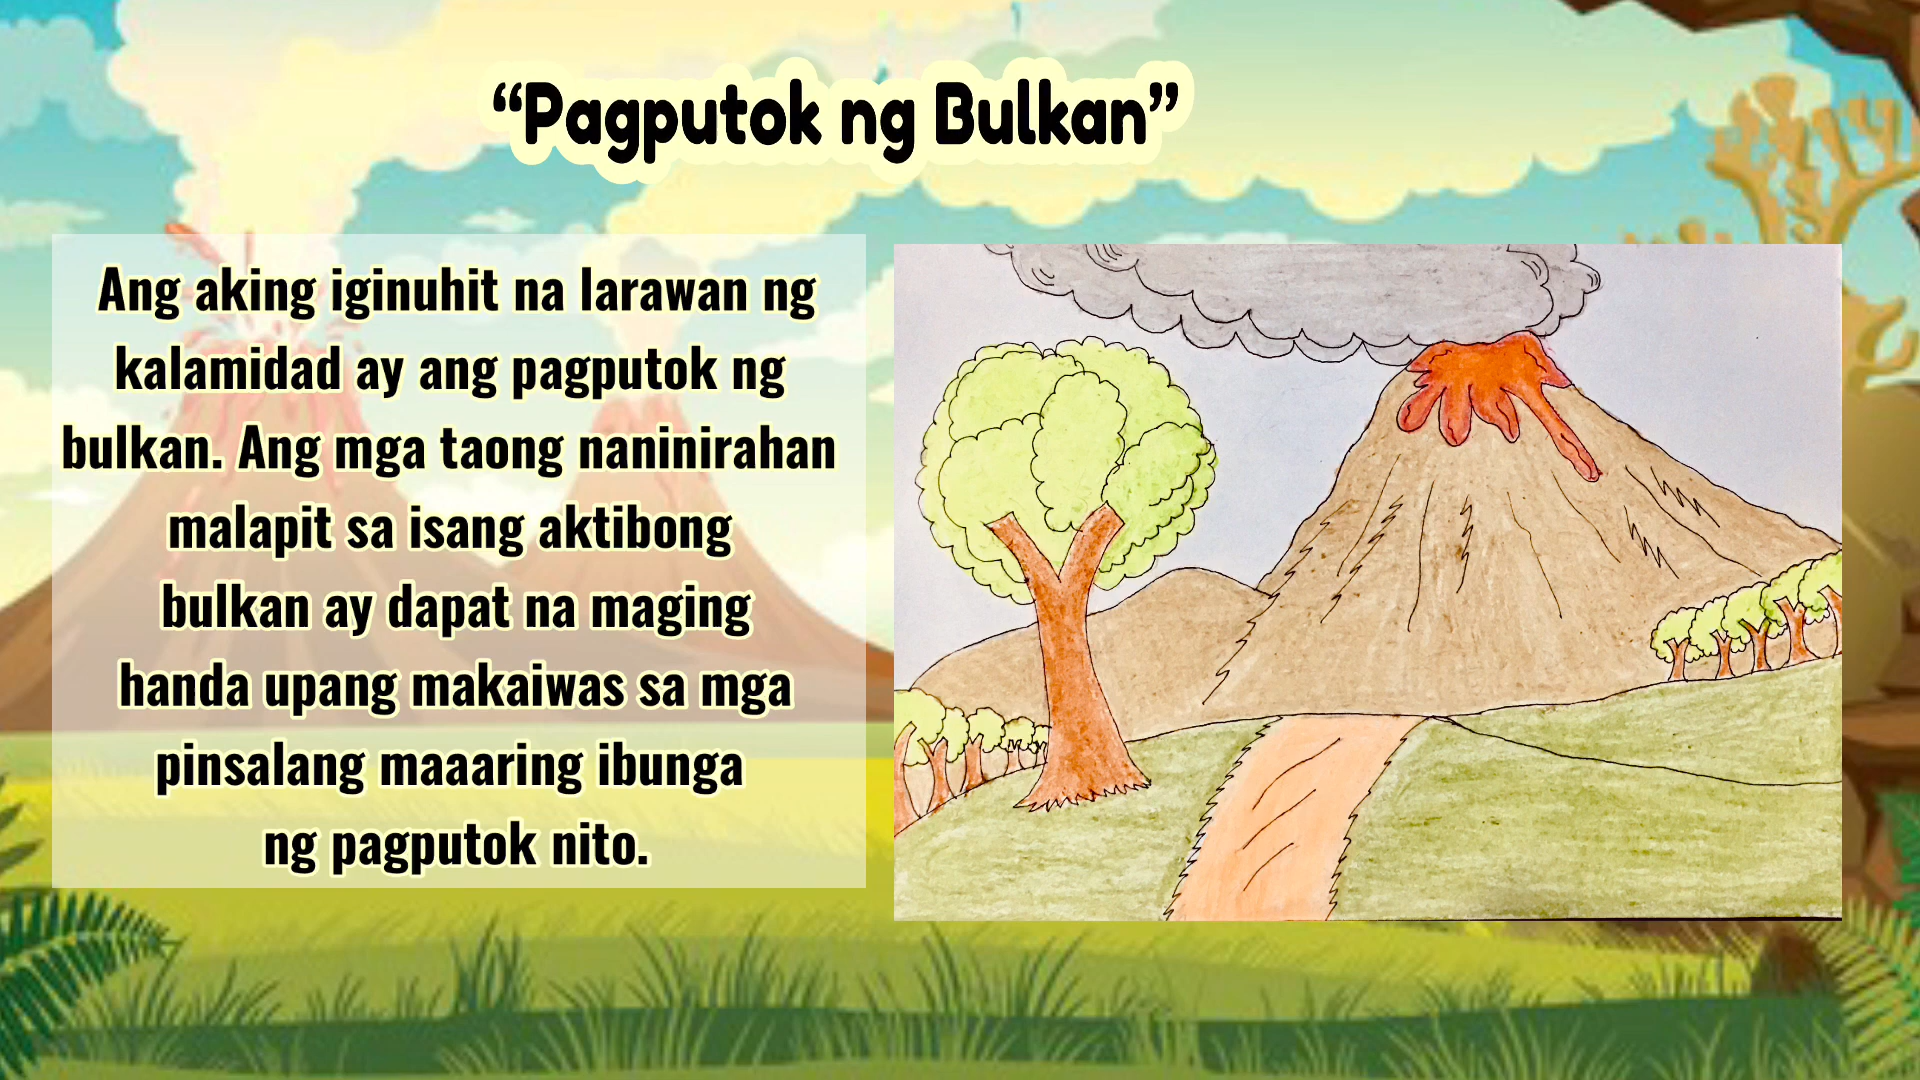 “Pagputok ng Bulkan”
Ang aking iginuhit na larawan ng
kalamidad ay ang pagputok ng
bulkan. Ang mga taong naninirahan
malapit sa isang aktibong
bulkan ay dapat na maging
handa upang makaiwas sa mga
pinsalang maaaring ibunga
ng pagputok nito.